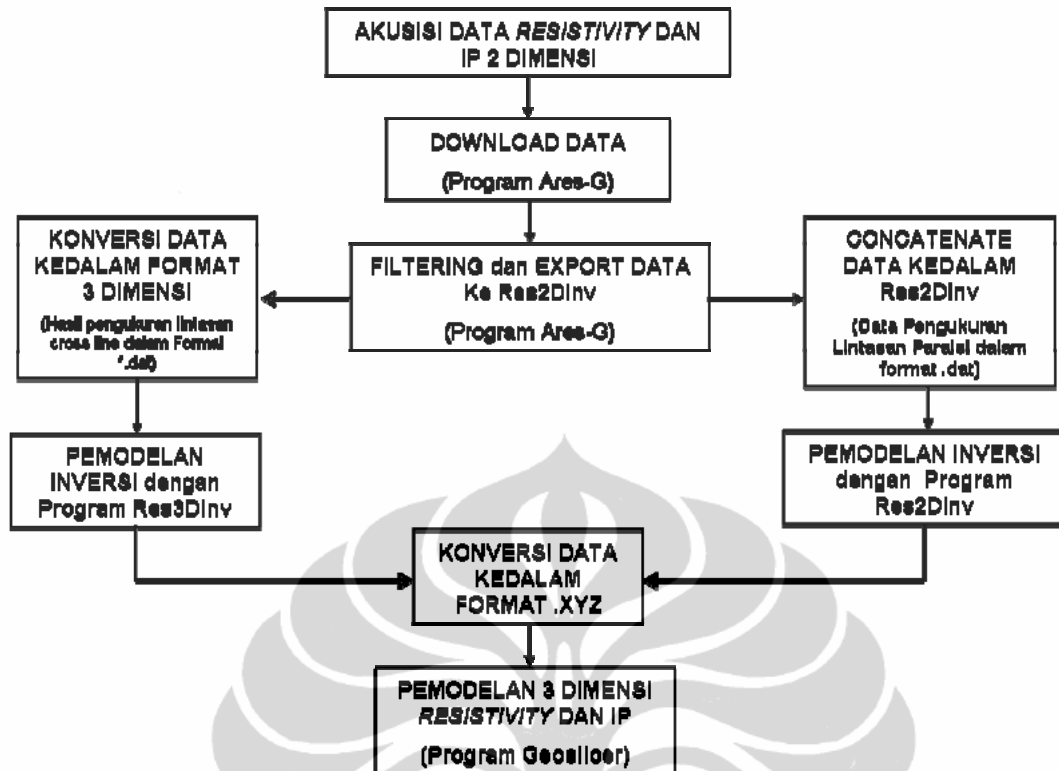 AKUSISI DATA RESISTIVITY DAN
IP 2 DIMENSI
DOWNLOAD DATA
(Program Ares-G)
FILTERING dan EXPORT DATA
Ke Res2DInv
(Program Ares-G)
KONVERSI DATA
KEDALAM FORMAT
3 DIMENSI
(Hasil pengukuran lintasan
cross line dalam Format
*.dat)
PEMODELAN
INVERSI dengan
Program Res3DInv
CONCATENATE
DATA KEDALAM
Res2DInv
(Data Pengukuran
Lintasan Paralel dalam
format .dat)
PEMODELAN INVERSI
dengan Program
Res2DInv
KONVERSI DATA
KEDALAM
FORMAT .XYZ
PEMODELAN 3 DIMENSI
RESISTIVITY DAN IP
(Program Geoslicer)